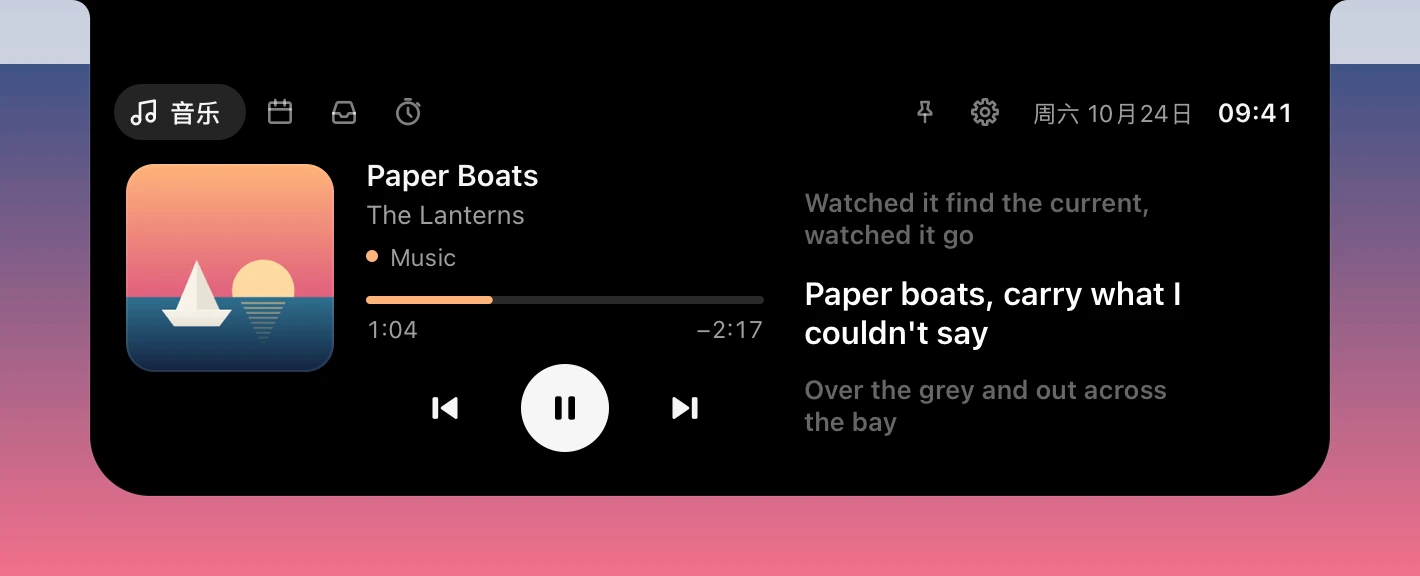 音乐
周六 10月24日 09:41
Paper Boats
The Lanterns
Music
1:04 −2:17
Watched it find the current,
watched it go
Paper boats, carry what I
couldn't say
Over the grey and out across
the bay